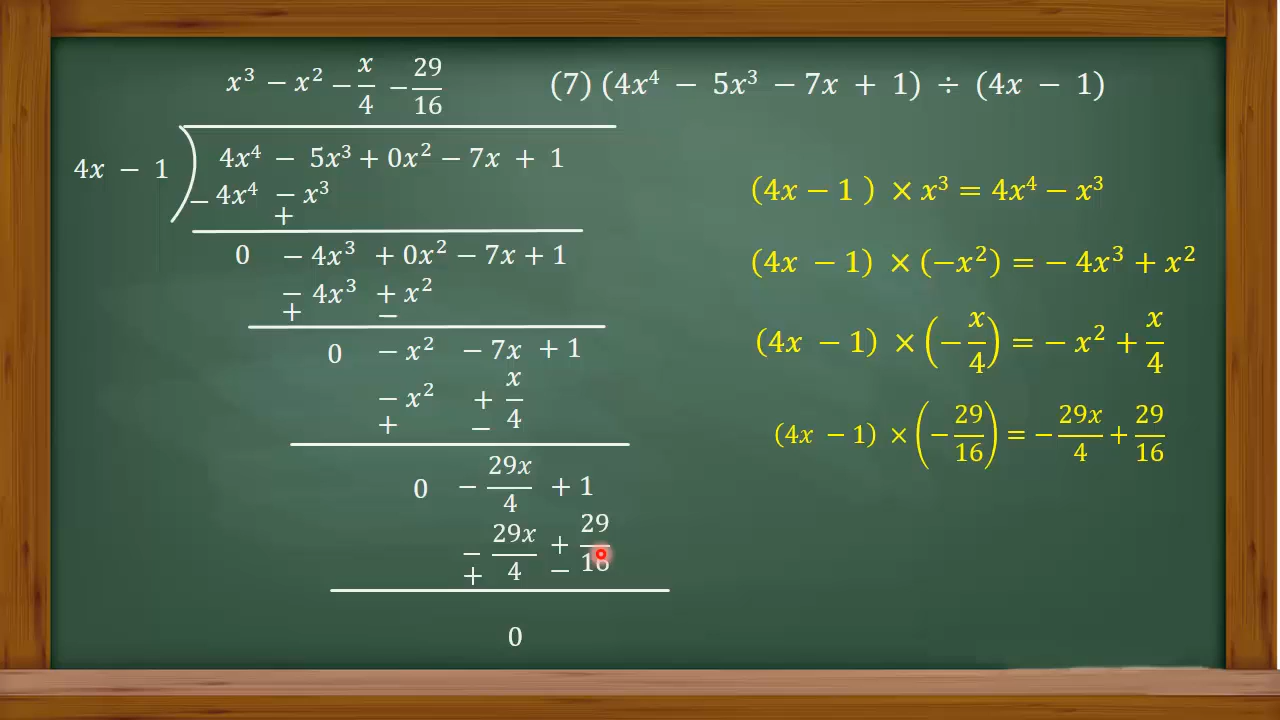 x³ − x² − x/4 − 29/16
(7) (4x⁴ − 5x³ − 7x + 1) ÷ (4x − 1)
4x − 1 ) 4x⁴ − 5x³ + 0x² − 7x + 1
− 4x⁴ − x³
+
0 − 4x³ + 0x² − 7x + 1
− 4x³ + x²
+ −
0 − x² − 7x + 1
− x² + x/4
+ −
0 − 29x/4 + 1
− 29x/4 + 29/16
+ −
0
(4x − 1 ) × x³ = 4x⁴ − x³
(4x − 1) × (−x²) = − 4x³ + x²
(4x − 1) × (−x/4) = − x² + x/4
(4x − 1) × (−29/16) = −29x/4 + 29/16